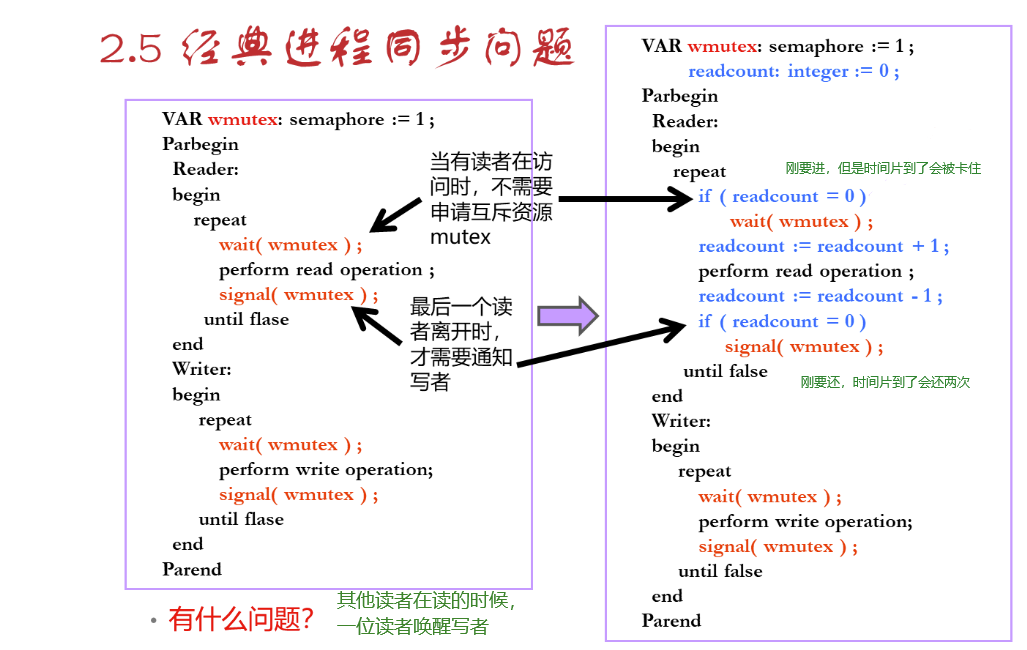 2.5 经典进程同步问题
VAR wmutex: semaphore := 1 ;
Parbegin
Reader:
begin
repeat
wait( wmutex ) ;
perform read operation ;
signal( wmutex ) ;
until flase
end
Writer:
begin
repeat
wait( wmutex ) ;
perform write operation;
signal( wmutex ) ;
until flase
end
Parend
当有读者在访
问时，不需要
申请互斥资源
mutex
最后一个读
者离开时，
才需要通知
写者
VAR wmutex: semaphore := 1 ;
readcount: integer := 0 ;
Parbegin
Reader:
begin
repeat
刚要进，但是时间片到了会被卡住
if ( readcount = 0 )
wait( wmutex ) ;
readcount := readcount + 1 ;
perform read operation ;
readcount := readcount - 1 ;
if ( readcount = 0 )
signal( wmutex ) ;
until false
刚要还，时间片到了会还两次
end
Writer:
begin
repeat
wait( wmutex ) ;
perform write operation;
signal( wmutex ) ;
until false
end
Parend
• 有什么问题?
其他读者在读的时候，
一位读者唤醒写者